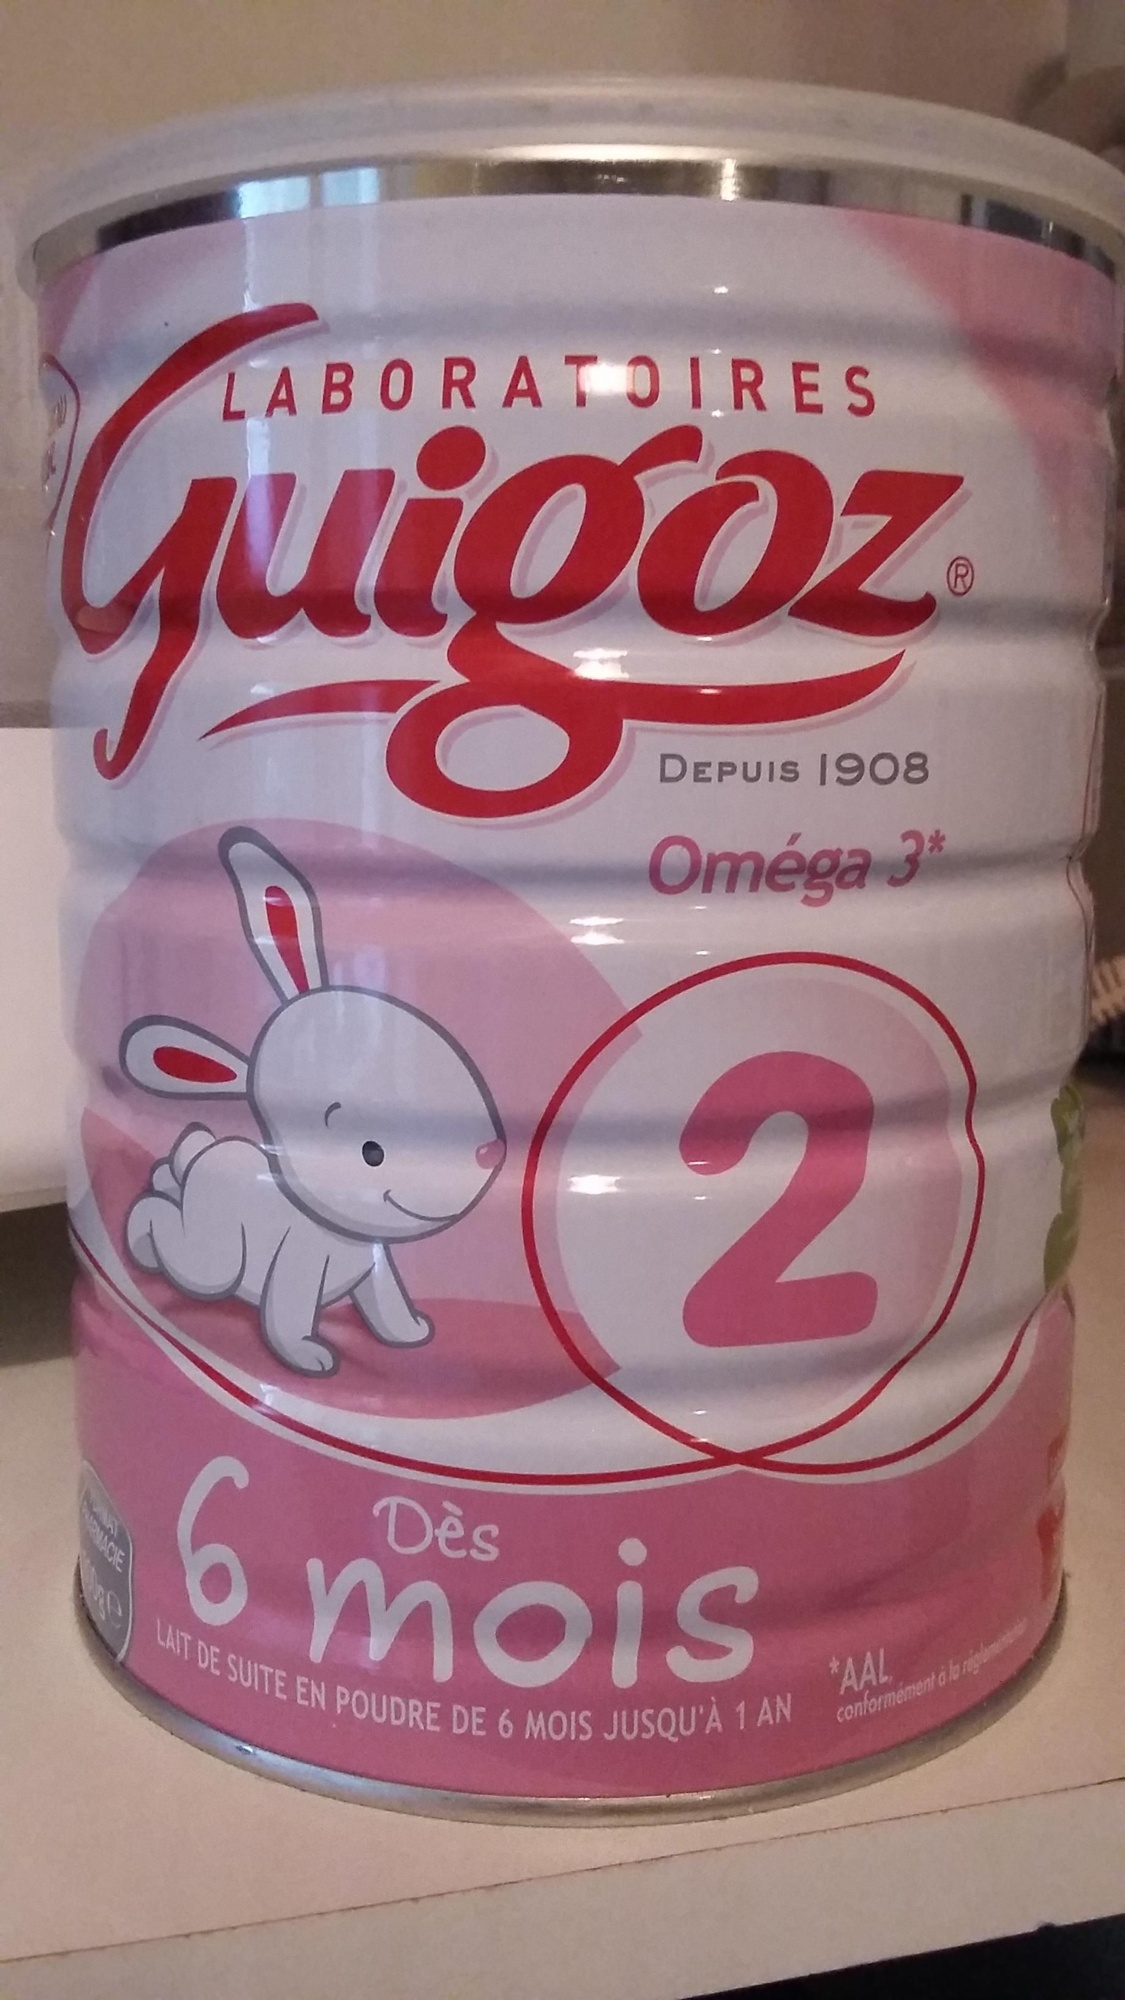 LABORATOIRES
Guigoz®
DEPUIS 1908
Oméga 3*
2
Dès
6 mois
LAIT DE SUITE EN POUDRE DE 6 MOIS JUSQU'À 1 AN
*AAL,
conformément à la réglementation
PHARMACIE